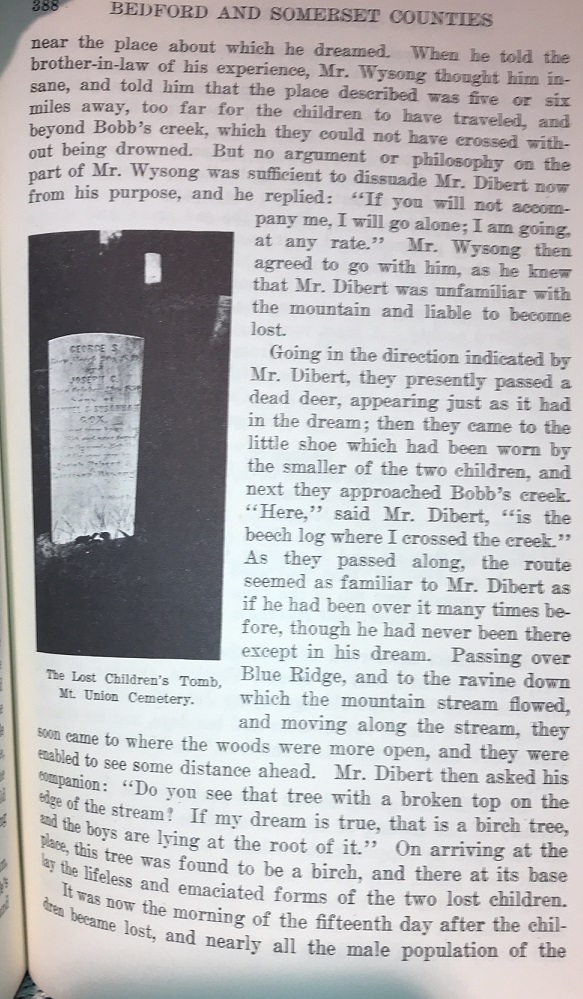 388 BEDFORD AND SOMERSET COUNTIES
near the place about which he dreamed. When he told the
brother-in-law of his experience, Mr. Wysong thought him in-
sane, and told him that the place described was five or six
miles away, too far for the children to have traveled, and
beyond Bobb's creek, which they could not have crossed with-
out being drowned. But no argument or philosophy on the
part of Mr. Wysong was sufficient to dissuade Mr. Dibert now
from his purpose, and he replied: "If you will not accom-
pany me, I will go alone; I am going,
at any rate." Mr. Wysong then
agreed to go with him, as he knew
that Mr. Dibert was unfamiliar with
the mountain and liable to become
lost.
Going in the direction indicated by
Mr. Dibert, they presently passed a
dead deer, appearing just as it had
in the dream; then they came to the
little shoe which had been worn by
the smaller of the two children, and
next they approached Bobb's creek.
"Here," said Mr. Dibert, "is the
beech log where I crossed the creek."
As they passed along, the route
seemed as familiar to Mr. Dibert as
if he had been over it many times be-
fore, though he had never been there
except in his dream. Passing over
Blue Ridge, and to the ravine down
which the mountain stream flowed,
and moving along the stream, they
GEORGE S.
JOSEPH C.
COX
The Lost Children's Tomb,
Mt. Union Cemetery.
soon came to where the woods were more open, and they were
enabled to see some distance ahead. Mr. Dibert then asked his
companion: "Do you see that tree with a broken top on the
edge of the stream? If my dream is true, that is a birch tree,
and the boys are lying at the root of it." On arriving at the
place, this tree was found to be a birch, and there at its base
lay the lifeless and emaciated forms of the two lost children.
It was now the morning of the fifteenth day after the chil-
dren became lost, and nearly all the male population of the